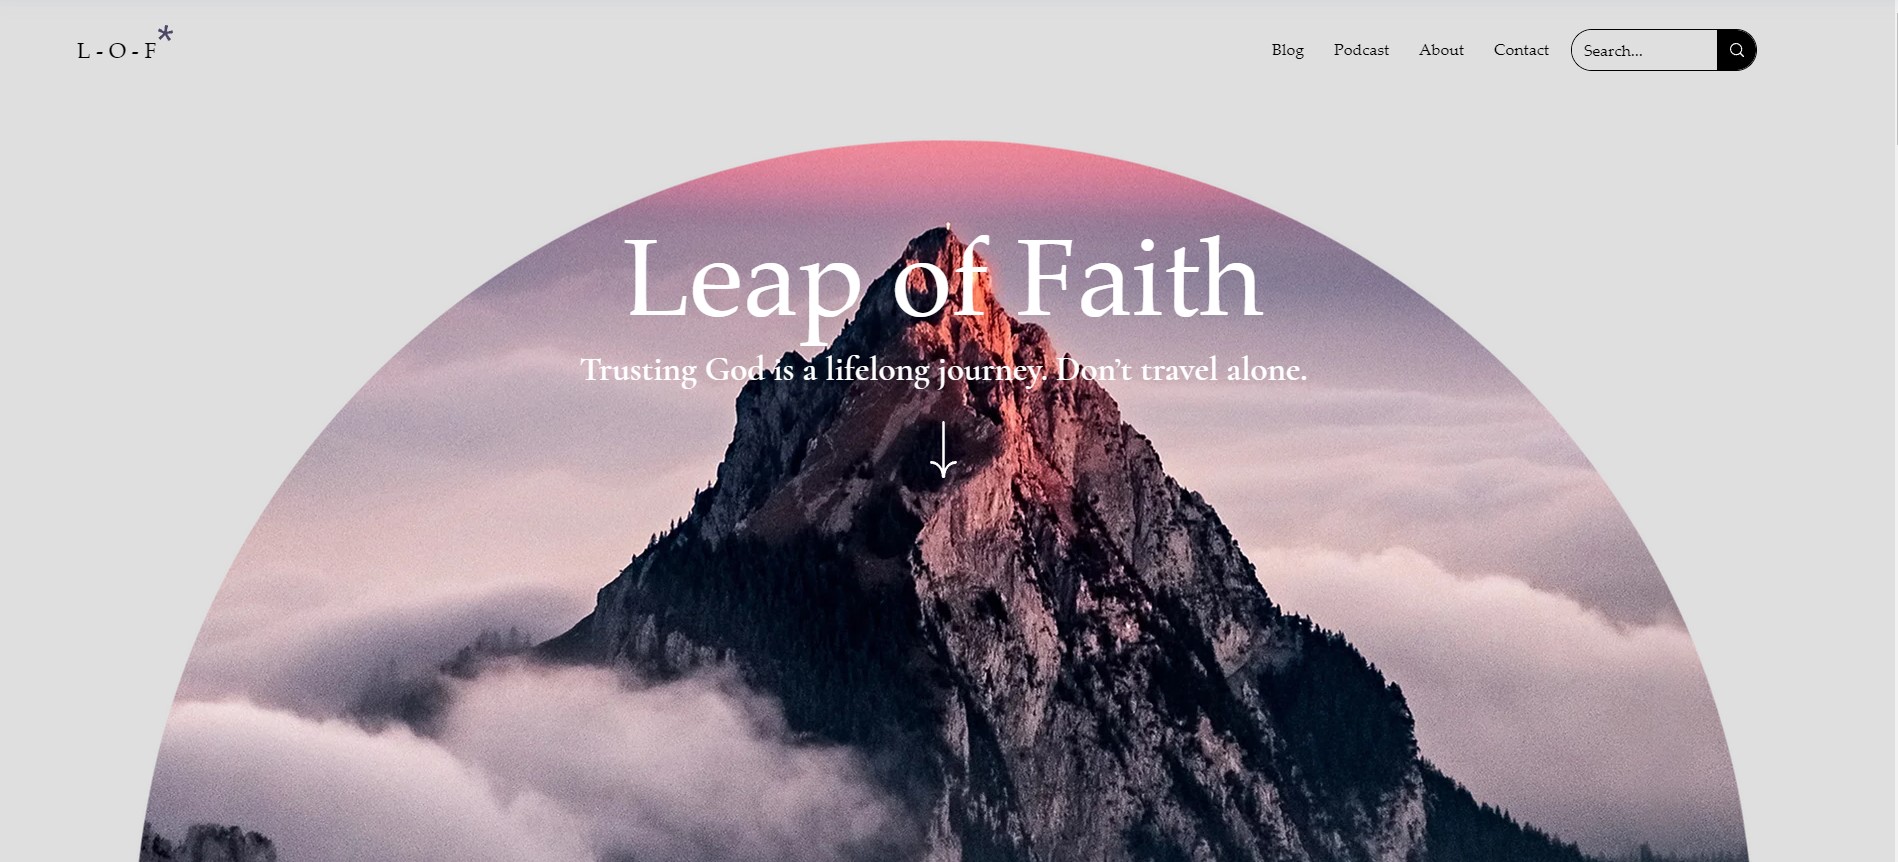 L-O-F*
Blog Podcast About Contact Search...
Leap of Faith
Trusting God is a lifelong journey. Don’t travel alone.